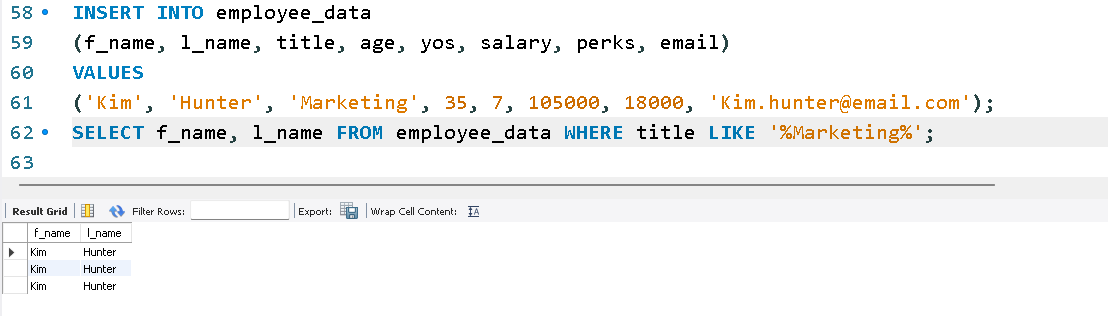 58 INSERT INTO employee_data
59 (f_name, l_name, title, age, yos, salary, perks, email)
60 VALUES
61 ('Kim', 'Hunter', 'Marketing', 35, 7, 105000, 18000, 'Kim.hunter@email.com');
62 SELECT f_name, l_name FROM employee_data WHERE title LIKE '%Marketing%';
63
Result Grid Filter Rows: Export: Wrap Cell Content: IA
f_name l_name
Kim Hunter
Kim Hunter
Kim Hunter